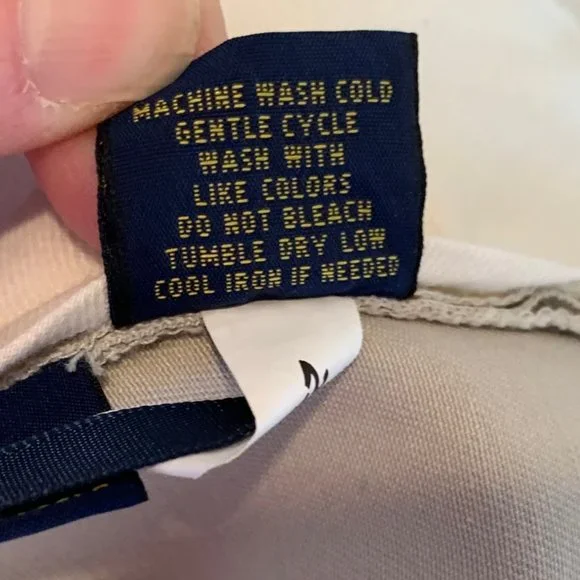 MACHINE WASH COLD
GENTLE CYCLE
WASH WITH
LIKE COLORS
DO NOT BLEACH
TUMBLE DRY LOW
COOL IRON IF NEEDED